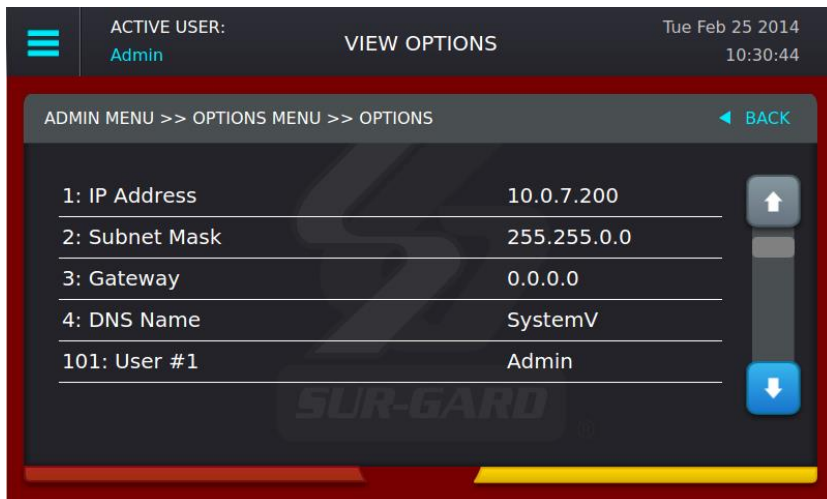 ACTIVE USER:
Admin
VIEW OPTIONS
Tue Feb 25 2014
10:30:44
ADMIN MENU >> OPTIONS MENU >> OPTIONS
BACK
1: IP Address 10.0.7.200
2: Subnet Mask 255.255.0.0
3: Gateway 0.0.0.0
4: DNS Name SystemV
101: User #1 Admin
SUR-GARD ®